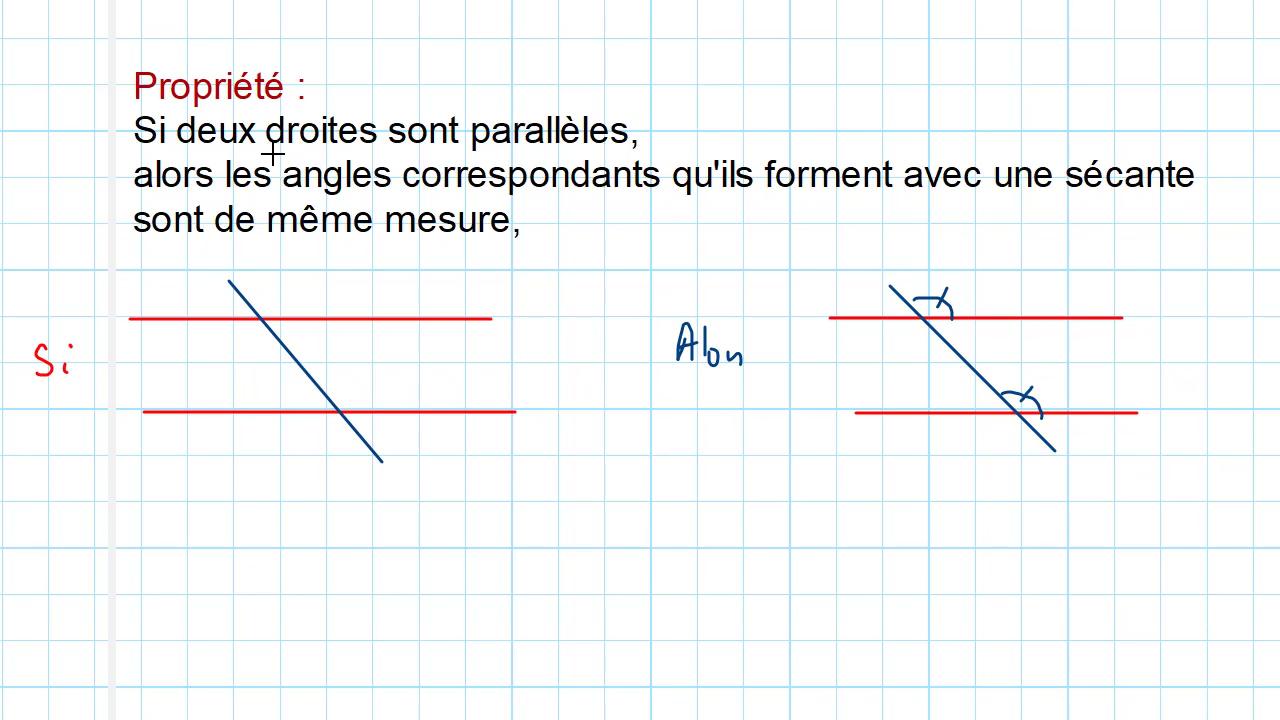 Propriété :
Si deux droites sont parallèles,
alors les angles correspondants qu'ils forment avec une sécante
sont de même mesure,
Si
Alors